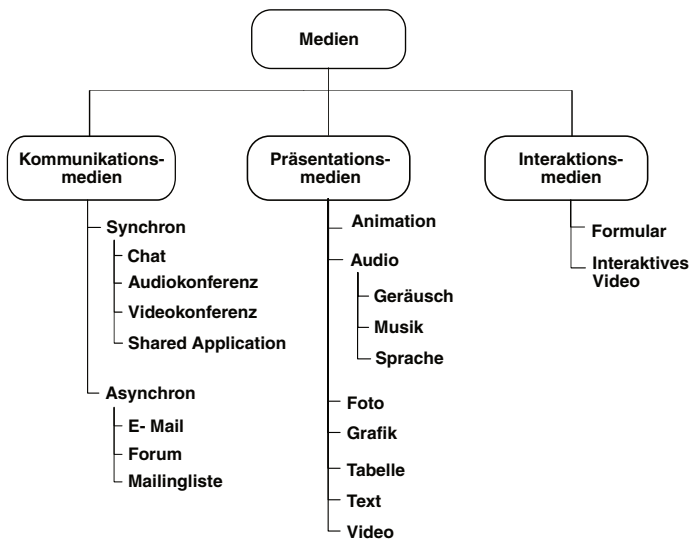 Medien
Kommunikations-
medien
Synchron
Chat
Audiokonferenz
Videokonferenz
Shared Application
Asynchron
E- Mail
Forum
Mailingliste
Präsentations-
medien
Animation
Audio
Geräusch
Musik
Sprache
Foto
Grafik
Tabelle
Text
Video
Interaktions-
medien
Formular
Interaktives
Video